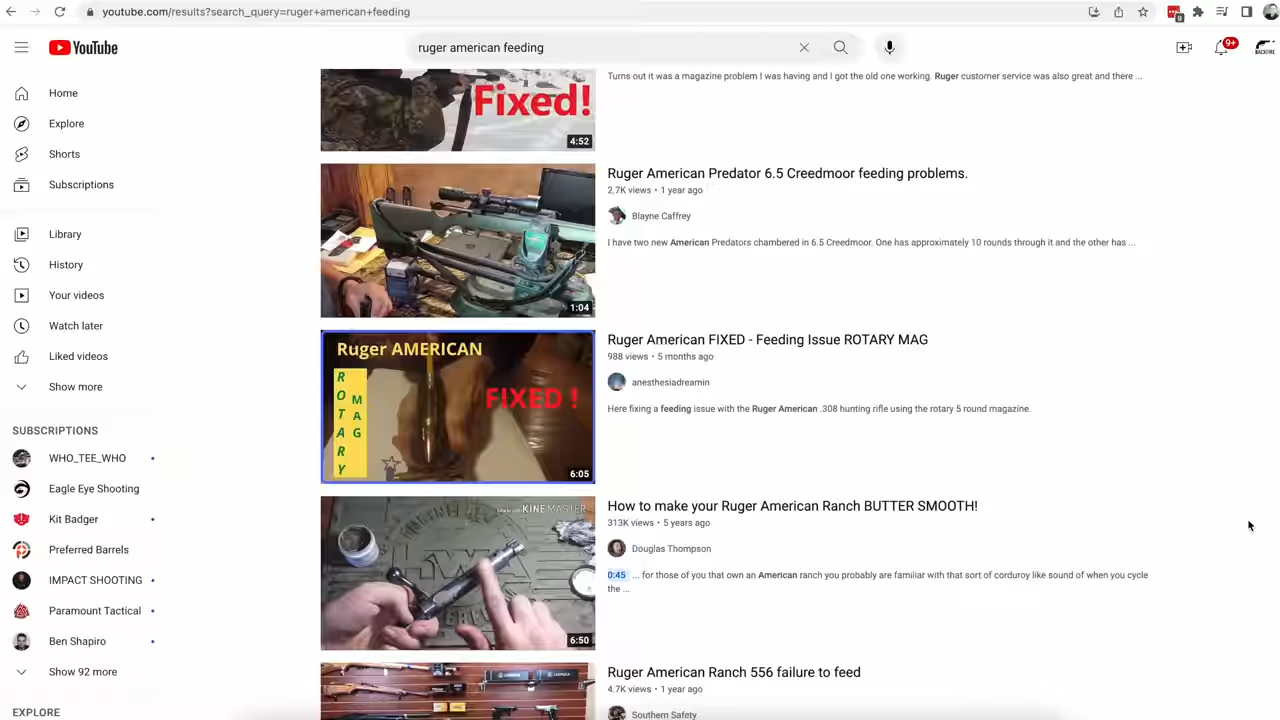 youtube.com/results?search_query=ruger+american+feeding
9
YouTube
ruger american feeding
9+
BACKFIRE
Home
Explore
Shorts
Subscriptions
Library
History
Your videos
Watch later
Liked videos
Show more
SUBSCRIPTIONS
WHO_TEE_WHO
Eagle Eye Shooting
Kit Badger
Preferred Barrels
IMPACT SHOOTING
Paramount Tactical
Ben Shapiro
Show 92 more
EXPLORE
Fixed!
4:52
Turns out it was a magazine problem I was having and I got the old one working. Ruger customer service was also great and there ...
1:04
Ruger American Predator 6.5 Creedmoor feeding problems.
2.7K views • 1 year ago
Blayne Caffrey
I have two new American Predators chambered in 6.5 Creedmoor. One has approximately 10 rounds through it and the other has ...
Ruger AMERICAN
ROTARY
MAG
FIXED !
6:05
Ruger American FIXED - Feeding Issue ROTARY MAG
988 views • 5 months ago
anesthesiadreamin
Here fixing a feeding issue with the Ruger American .308 hunting rifle using the rotary 5 round magazine.
Made with KINEMASTER
6:50
How to make your Ruger American Ranch BUTTER SMOOTH!
313K views • 5 years ago
Douglas Thompson
0:45 ... for those of you that own an American ranch you probably are familiar with that sort of corduroy like sound of when you cycle
the ...
Ruger American Ranch 556 failure to feed
4.7K views • 1 year ago
Southern Safety